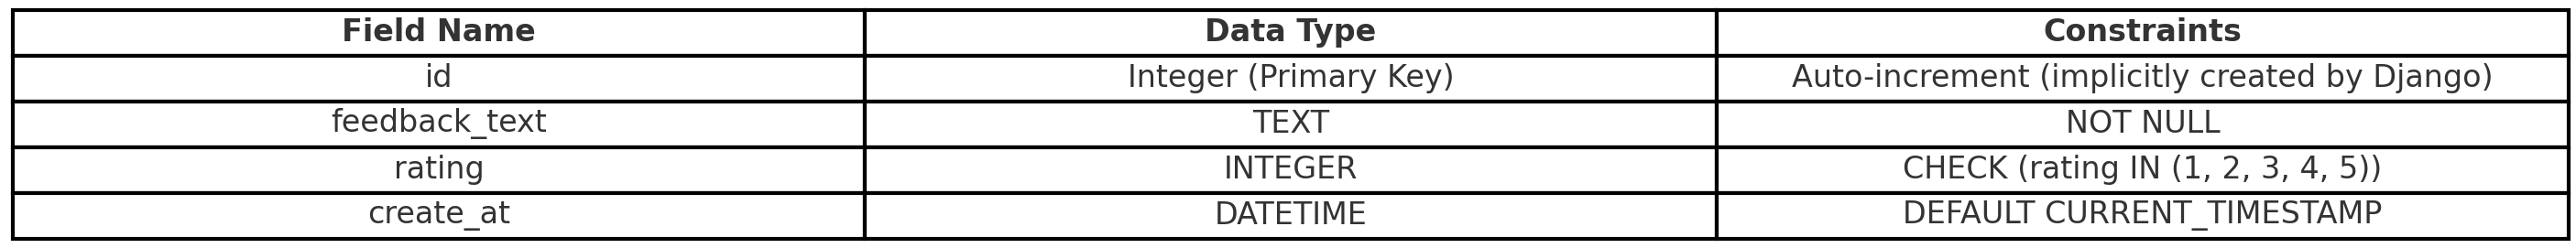 Field Name Data Type Constraints
id Integer (Primary Key) Auto-increment (implicitly created by Django)
feedback_text TEXT NOT NULL
rating INTEGER CHECK (rating IN (1, 2, 3, 4, 5))
create_at DATETIME DEFAULT CURRENT_TIMESTAMP